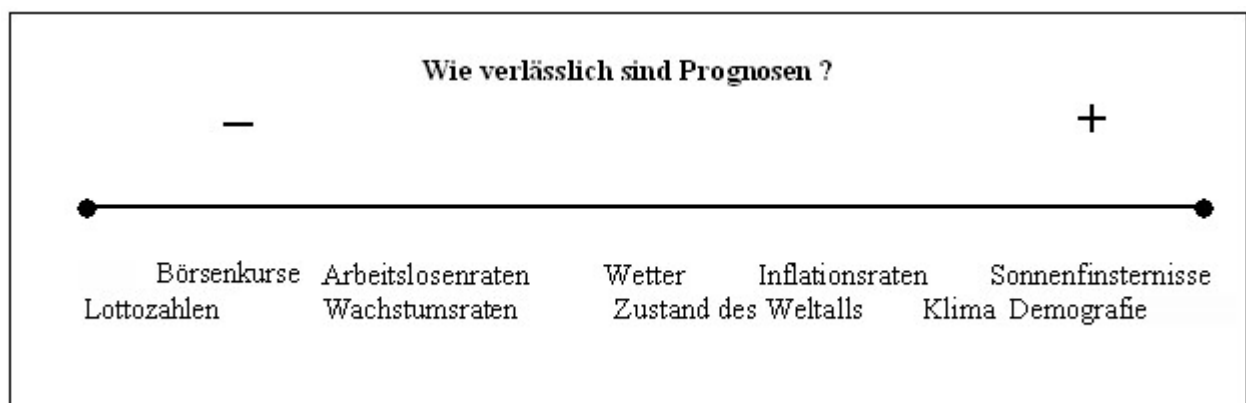 Wie verlässlich sind Prognosen ?
– +
Börsenkurse Arbeitslosenraten Wetter Inflationsraten Sonnenfinsternisse
Lottozahlen Wachstumsraten Zustand des Weltalls Klima Demografie